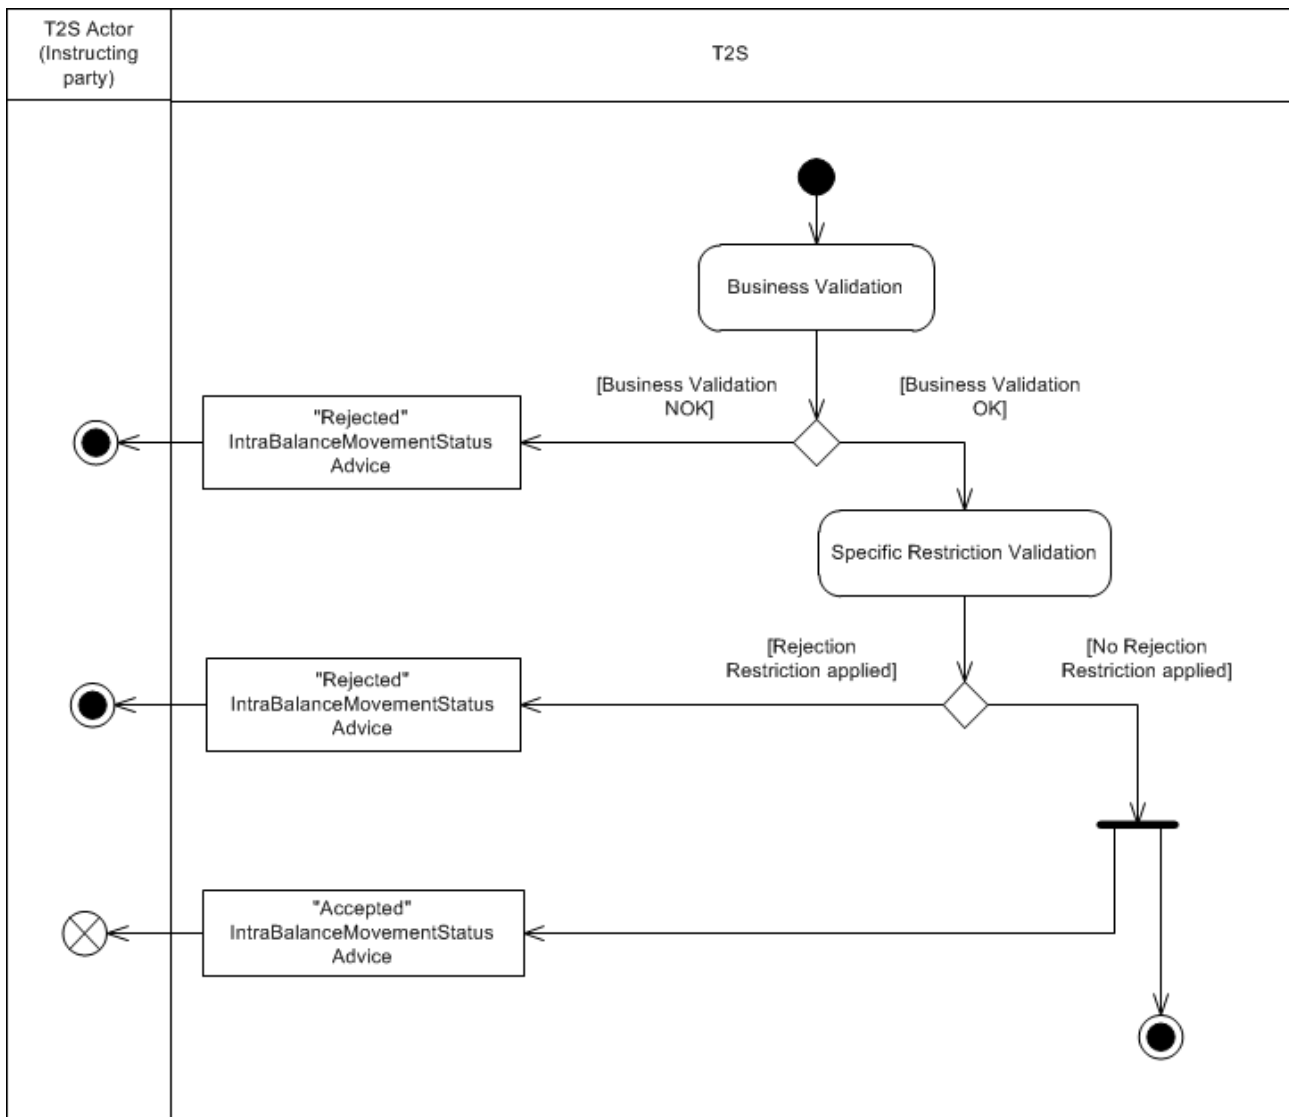 T2S Actor
(Instructing
party)
T2S
Business Validation
[Business Validation
NOK]
[Business Validation
OK]
"Rejected"
IntraBalanceMovementStatus
Advice
Specific Restriction Validation
[Rejection
Restriction applied]
[No Rejection
Restriction applied]
"Rejected"
IntraBalanceMovementStatus
Advice
"Accepted"
IntraBalanceMovementStatus
Advice